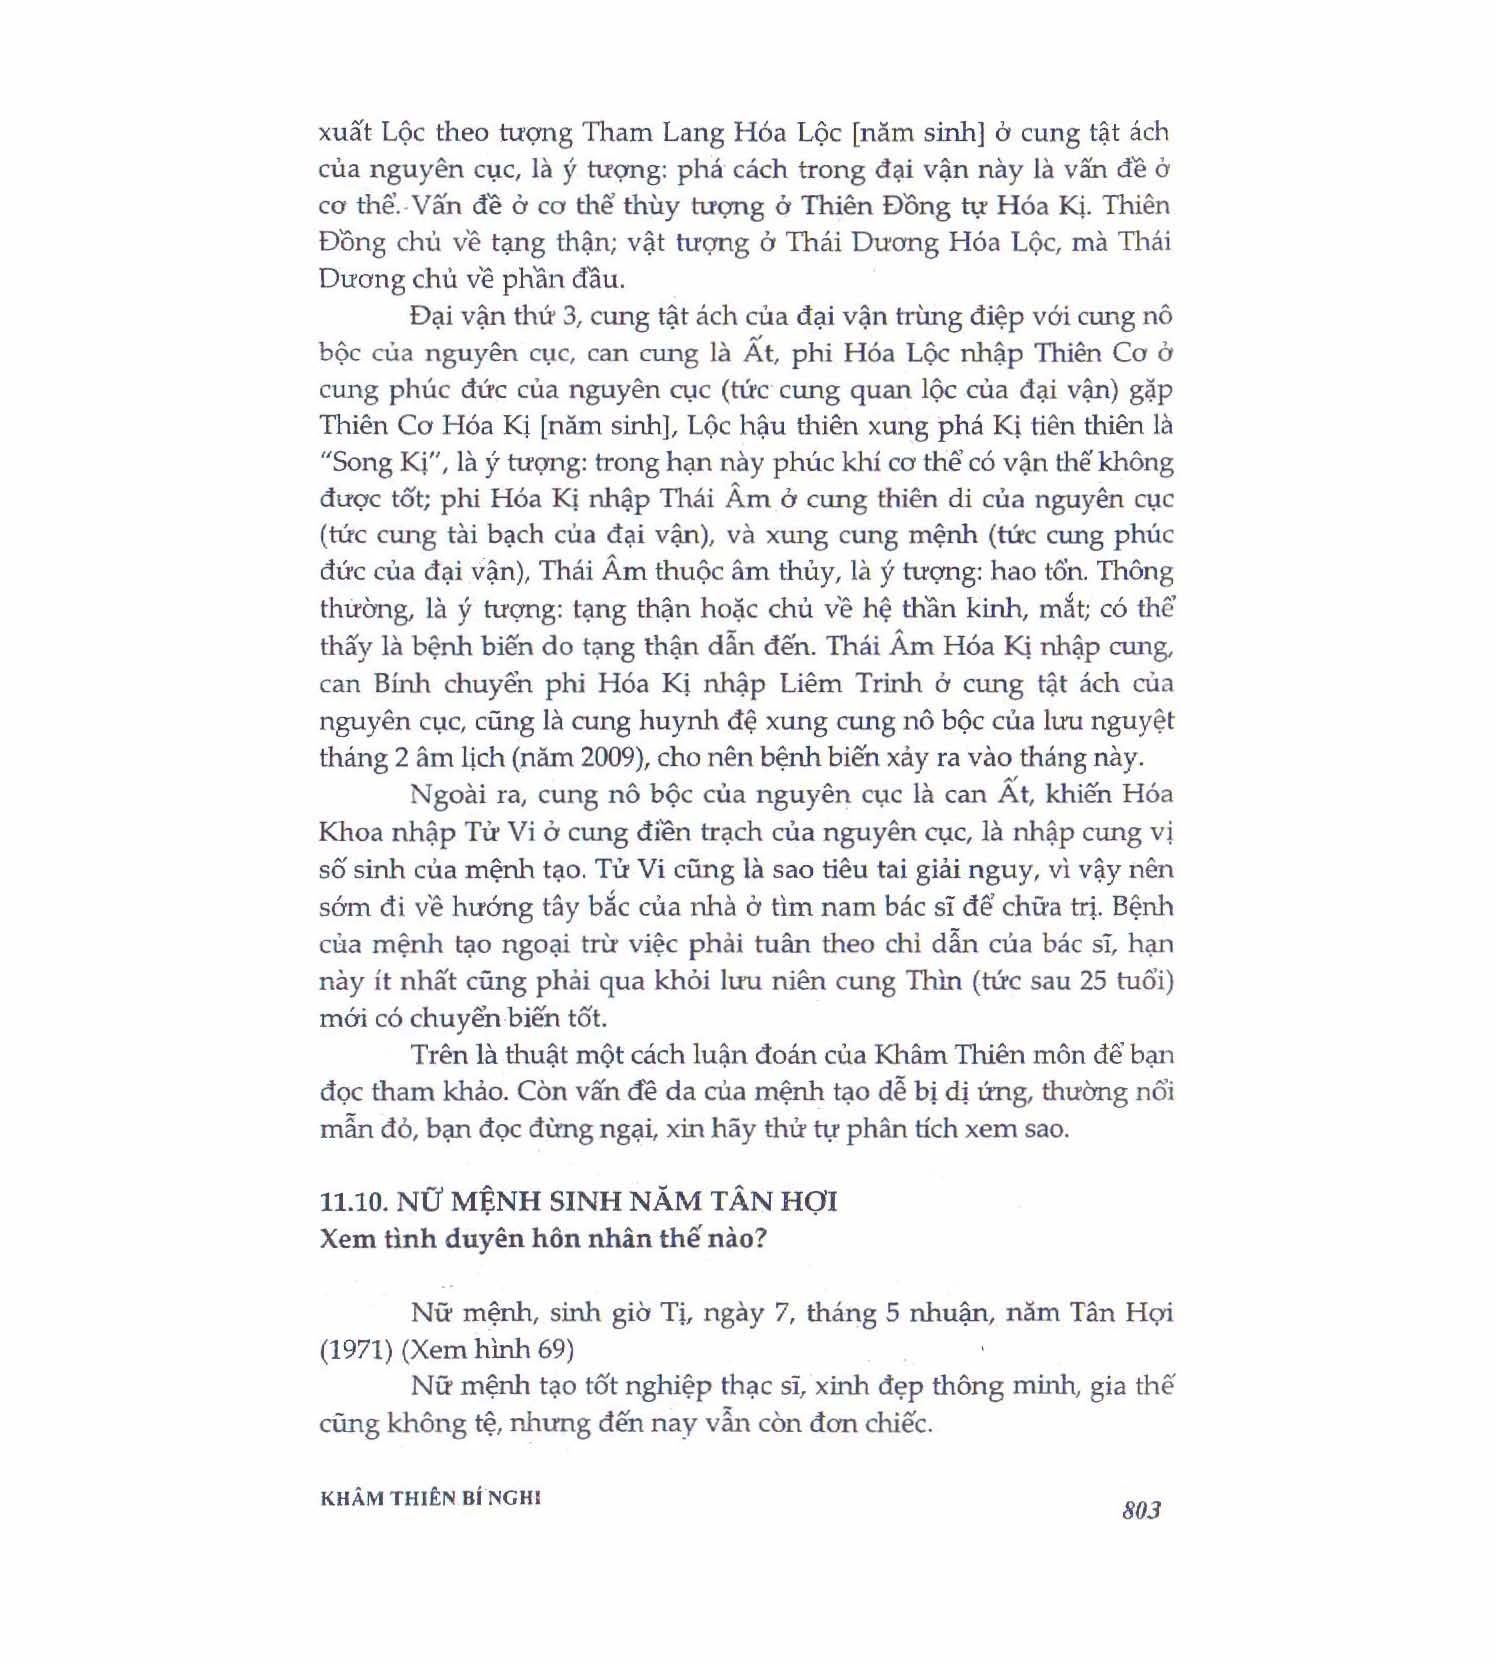 xuất Lộc theo tượng Tham Lang Hóa Lộc [năm sinh] ở cung tật ách
của nguyên cục, là ý tượng: phá cách trong đại vận này là vấn đề ở
cơ thể. Vấn đề ở cơ thể thùy tượng ở Thiên Đồng tự Hóa Kị. Thiên
Đồng chủ về tạng thận; vật tượng ở Thái Dương Hóa Lộc, mà Thái
Dương chủ về phần đầu.
Đại vận thứ 3, cung tật ách của đại vận trùng điệp với cung nô
bộc của nguyên cục, can cung là Ất, phi Hóa Lộc nhập Thiên Cơ ở
cung phúc đức của nguyên cục (tức cung quan lộc của đại vận) gặp
Thiên Cơ Hóa Kị [năm sinh], Lộc hậu thiên xung phá Kị tiên thiên là
"Song Kị", là ý tượng: trong hạn này phúc khí cơ thể có vận thế không
được tốt; phi Hóa Kị nhập Thái Âm ở cung thiên di của nguyên cục
(tức cung tài bạch của đại vận), và xung cung mệnh (tức cung phúc
đức của đại vận), Thái Âm thuộc âm thủy, là ý tượng: hao tổn. Thông
thường, là ý tượng: tạng thận hoặc chủ về hệ thần kinh, mắt; có thể
thấy là bệnh biến do tạng thận dẫn đến. Thái Âm Hóa Kị nhập cung,
can Bính chuyển phi Hóa Kị nhập Liêm Trinh ở cung tật ách của
nguyên cục, cũng là cung huynh đệ xung cung nô bộc của lưu nguyệt
tháng 2 âm lịch (năm 2009), cho nên bệnh biến xảy ra vào tháng này.
Ngoài ra, cung nô bộc của nguyên cục là can Ất, khiến Hóa
Khoa nhập Tử Vi ở cung điền trạch của nguyên cục, là nhập cung vị
số sinh của mệnh tạo. Tử Vi cũng là sao tiêu tai giải nguy, vì vậy nên
sớm đi về hướng tây bắc của nhà ở tìm nam bác sĩ để chữa trị. Bệnh
của mệnh tạo ngoại trừ việc phải tuân theo chỉ dẫn của bác sĩ, hạn
này ít nhất cũng phải qua khỏi lưu niên cung Thìn (tức sau 25 tuổi)
mới có chuyển biến tốt.
Trên là thuật một cách luận đoán của Khâm Thiên môn để bạn
đọc tham khảo. Còn vấn đề da của mệnh tạo dễ bị dị ứng, thường nổi
mẫn đỏ, bạn đọc đừng ngại, xin hãy thử tự phân tích xem sao.
11.10. NỮ MỆNH SINH NĂM TÂN HỢI
Xem tình duyên hôn nhân thế nào?
Nữ mệnh, sinh giờ Tị, ngày 7, tháng 5 nhuận, năm Tân Hợi
(1971) (Xem hình 69)
Nữ mệnh tạo tốt nghiệp thạc sĩ, xinh đẹp thông minh, gia thế
cũng không tệ, nhưng đến nay vẫn còn đơn chiếc.
KHÂM THIÊN BÍ NGHI
803